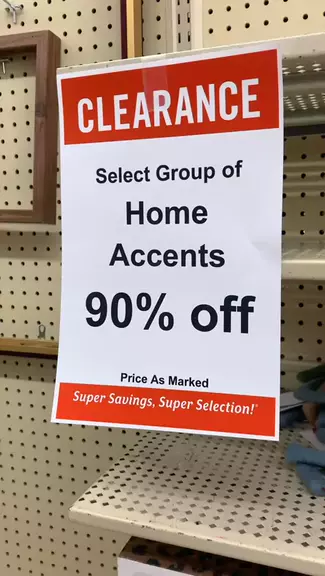 CLEARANCE
Select Group of
Home
Accents
90% off
Price As Marked
Super Savings, Super Selection!*